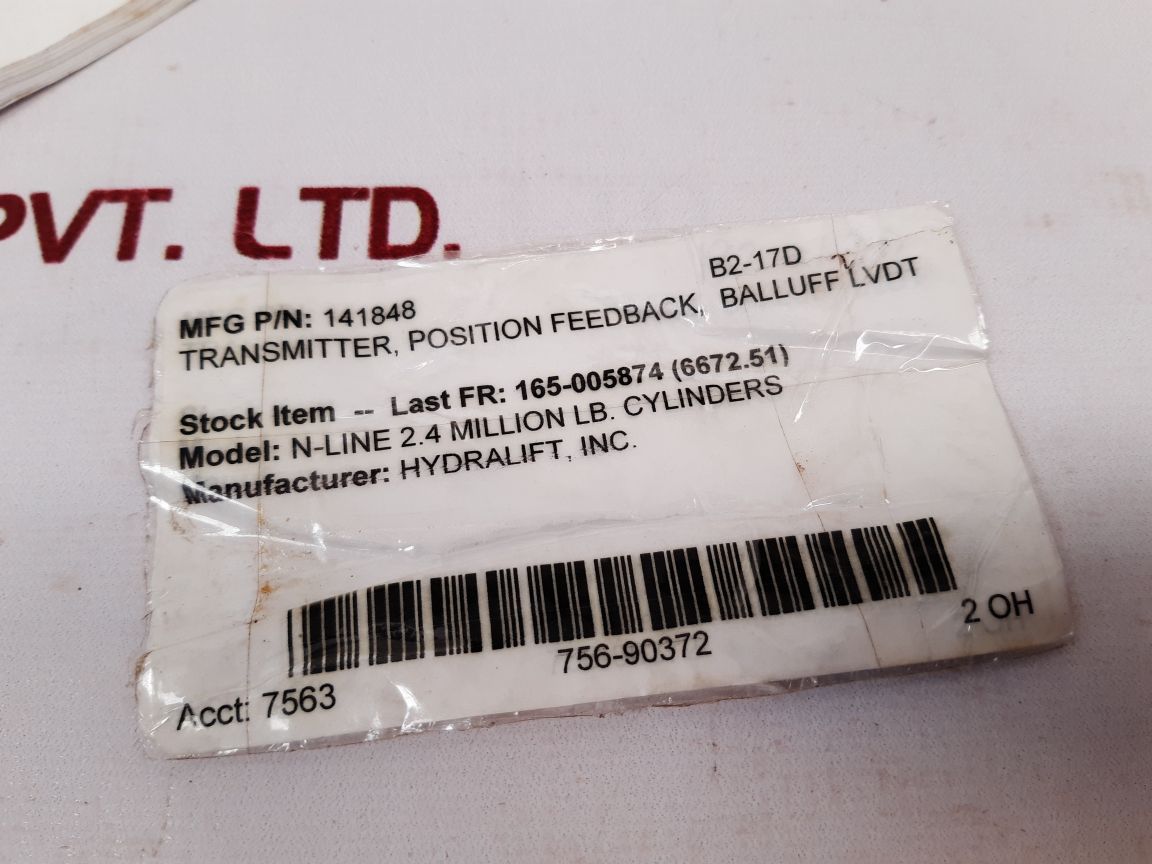 PVT. LTD.
B2-17D
MFG P/N: 141848
TRANSMITTER, POSITION FEEDBACK, BALLUFF LVDT
Stock Item -- Last FR: 165-005874 (6672.51)
Model: N-LINE 2.4 MILLION LB. CYLINDERS
Manufacturer: HYDRALIFT, INC.
756-90372
2 OH
Acct: 7563